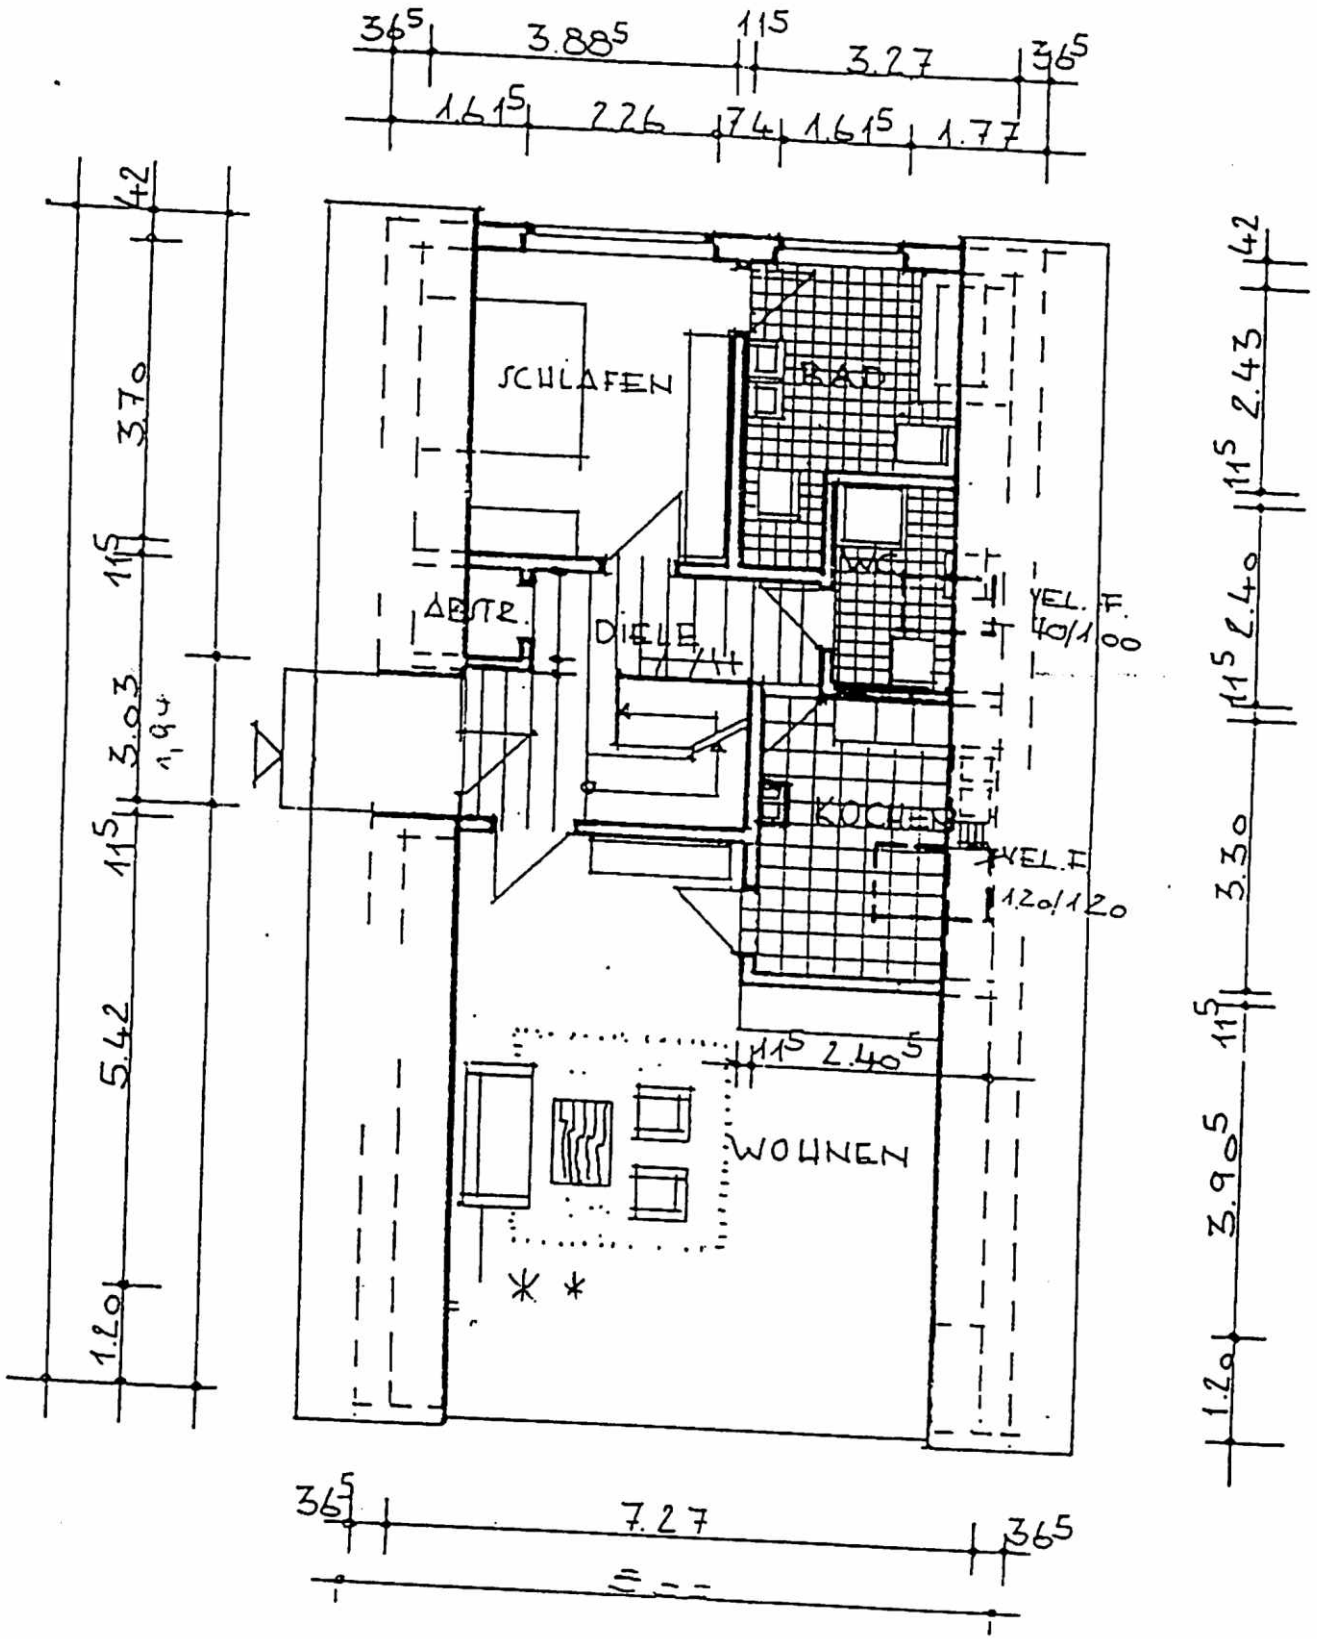 36⁵ 3.88⁵ 11⁵ 3.27 36⁵
1.61⁵ 2.26 74 1.61⁵ 1.77
42
3.70
11⁵
3.03
1,94
11⁵
5.42
1.20
SCHLAFEN
BAD
WC
ABSTR.
DIELE
VEL. F.
70/100
KOCHEN
VEL. F.
120/120
11⁵ 2.40⁵
WOHNEN
42
2.43
11⁵
2.40
11⁵
3.30
11⁵
3.90⁵
1.20
36⁵ 7.27 36⁵